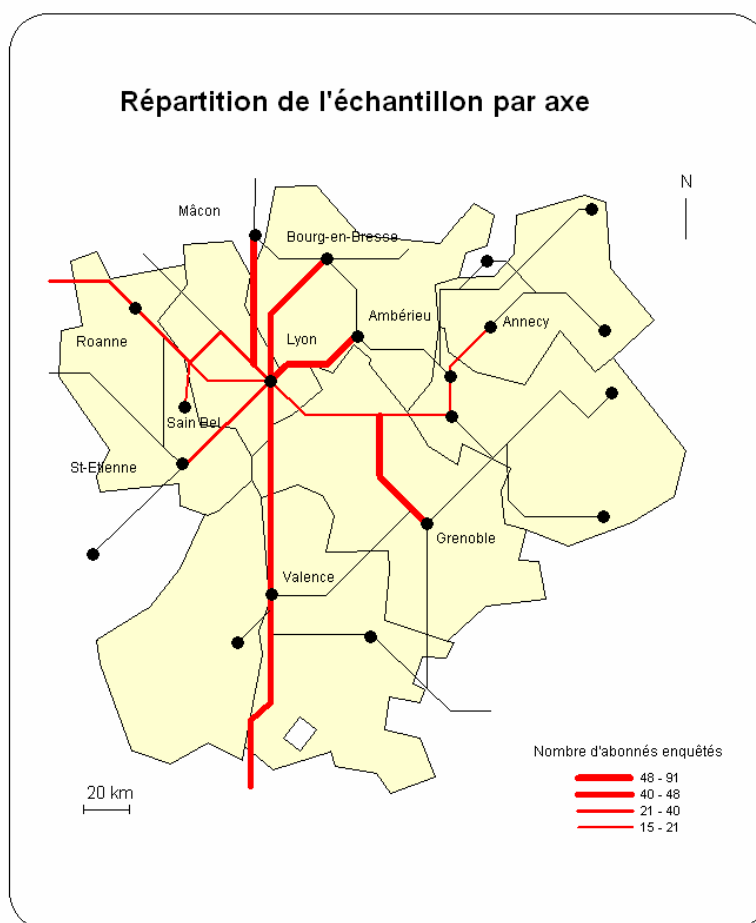 Répartition de l'échantillon par axe
N
Mâcon
Bourg-en-Bresse
Ambérieu
Annecy
Roanne
Lyon
Sain Bel
St-Etienne
Grenoble
Valence
Nombre d'abonnés enquêtés
48 - 91
40 - 48
21 - 40
15 - 21
20 km